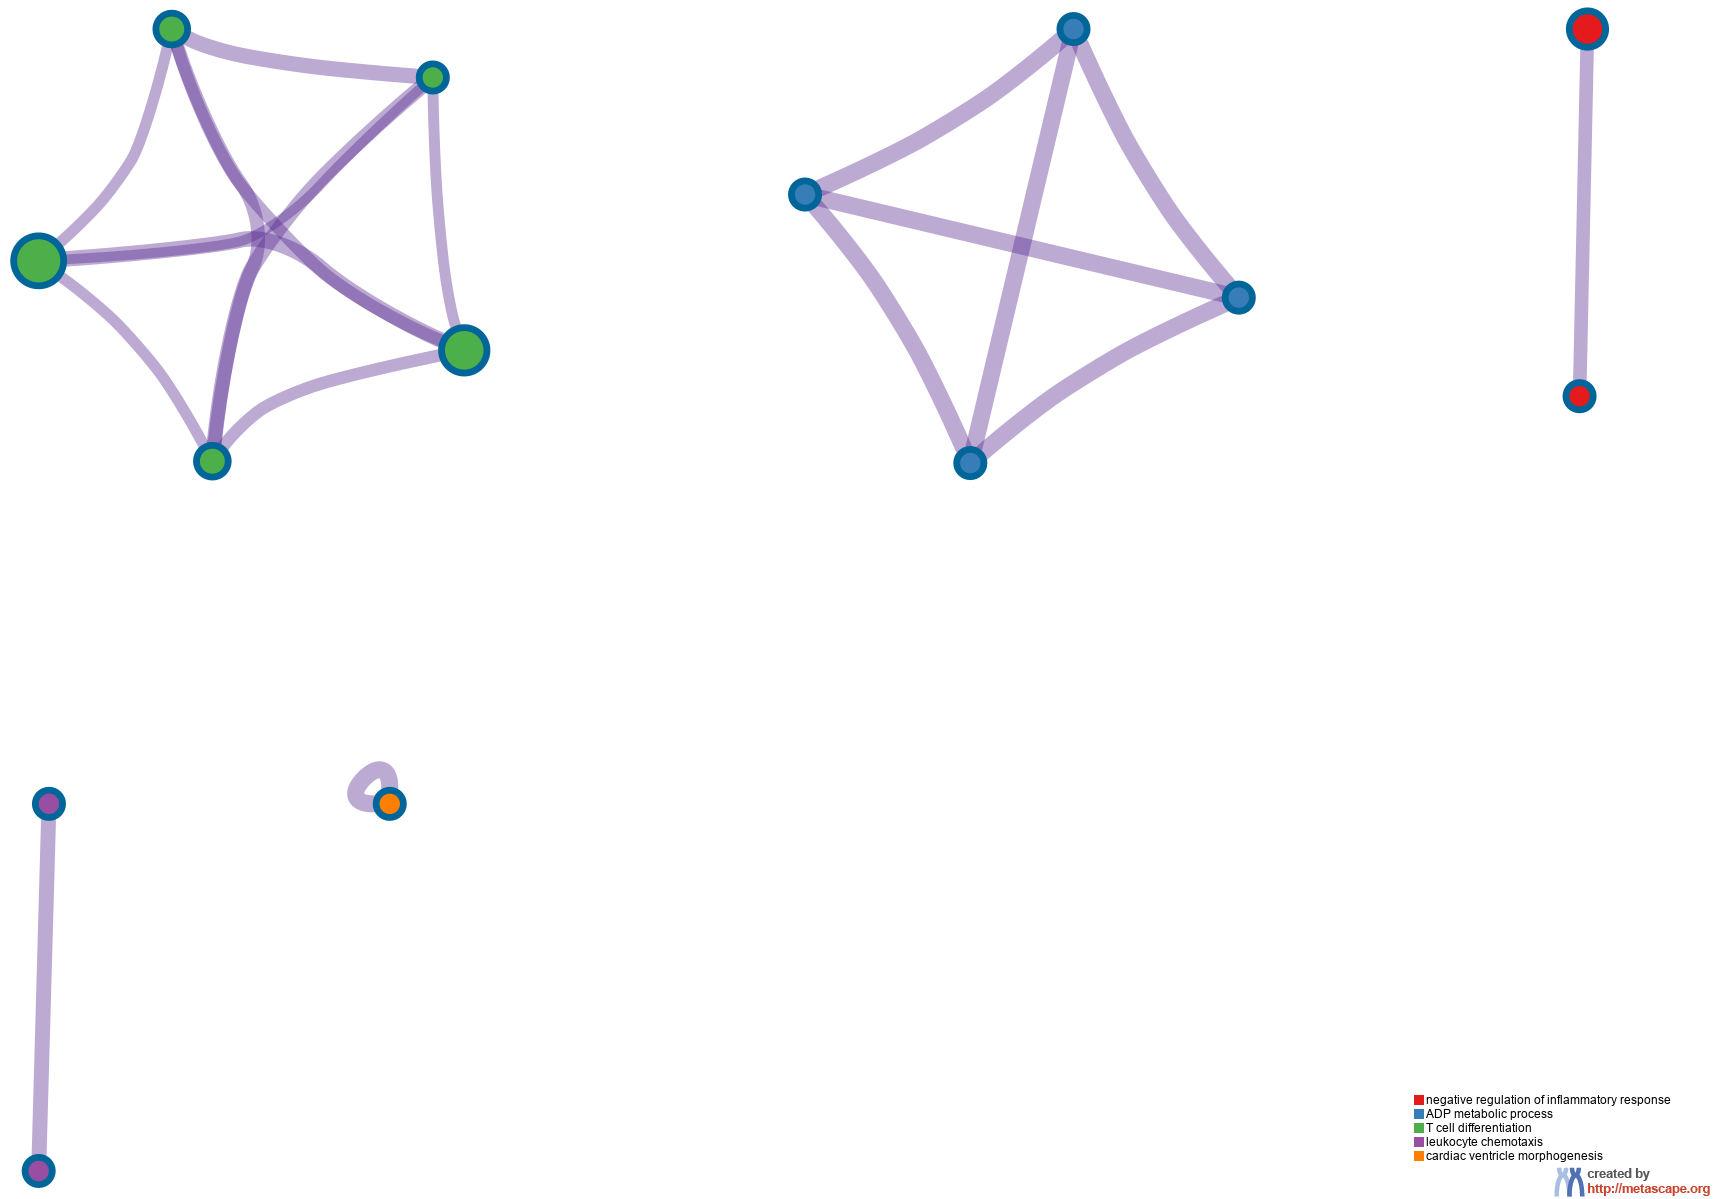 negative regulation of inflammatory response
ADP metabolic process
T cell differentiation
leukocyte chemotaxis
cardiac ventricle morphogenesis
created by
http://metascape.org